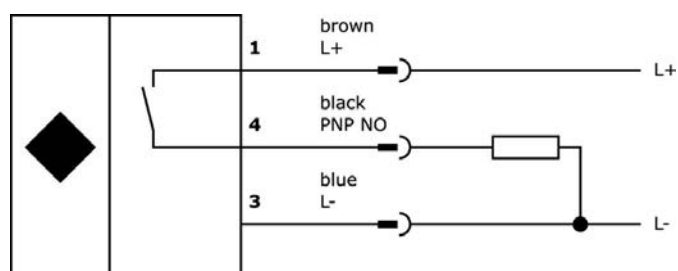 brown
1 L+
L+
black
4 PNP NO
blue
3 L-
L-